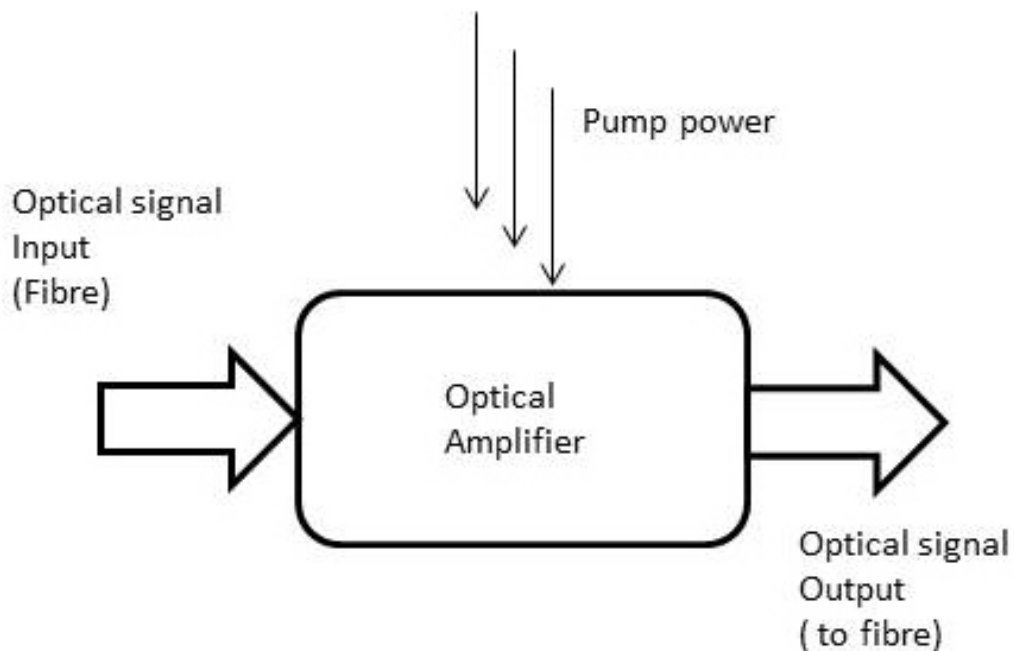 Pump power
Optical signal
Input
(Fibre)
Optical
Amplifier
Optical signal
Output
( to fibre)